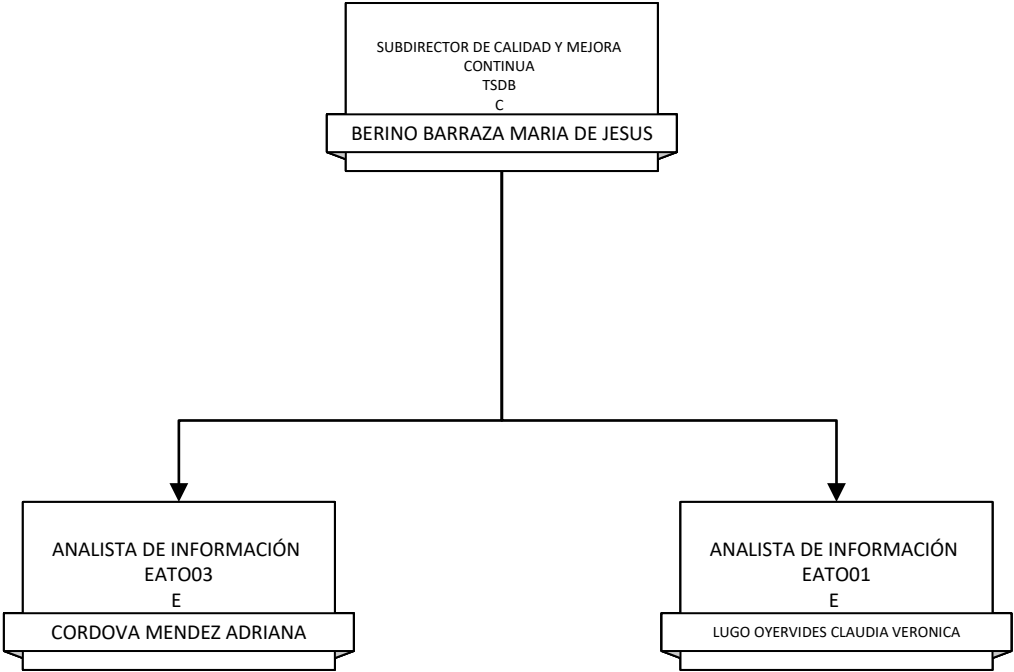 SUBDIRECTOR DE CALIDAD Y MEJORA
CONTINUA
TSDB
C
BERINO BARRAZA MARIA DE JESUS
ANALISTA DE INFORMACIÓN
EATO03
E
CORDOVA MENDEZ ADRIANA
ANALISTA DE INFORMACIÓN
EATO01
E
LUGO OYERVIDES CLAUDIA VERONICA